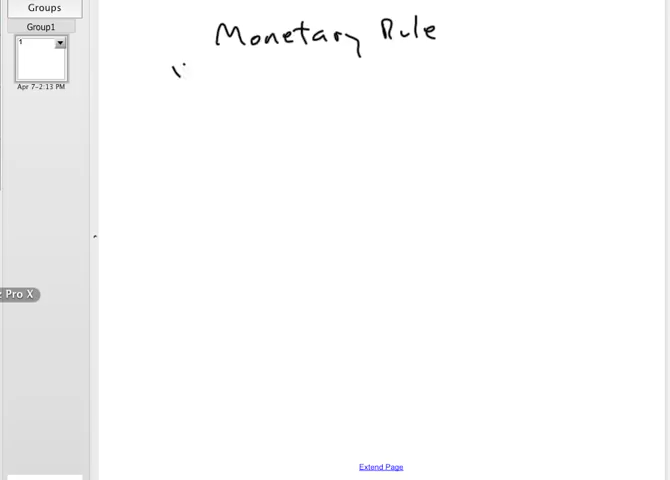 Groups
Group1
1
Apr 7-2:13 PM
Pro X
Monetary Rule
Extend Page